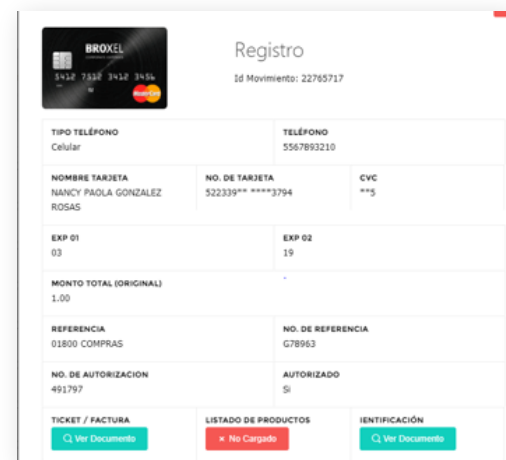 BROXEL
5412 7512 3412 3456
MasterCard
Registro
Id Movimiento: 22765717
TIPO TELÉFONO
TELÉFONO
Celular
5567893210
NOMBRE TARJETA
NO. DE TARJETA
CVC
NANCY PAOLA GONZALEZ
522339** ****3794
**5
ROSAS
EXP 01
EXP 02
03
19
MONTO TOTAL (ORIGINAL)
1.00
REFERENCIA
NO. DE REFERENCIA
01800 COMPRAS
G78963
NO. DE AUTORIZACION
AUTORIZADO
491797
Si
TICKET / FACTURA
LISTADO DE PRODUCTOS
IENTIFICACIÓN
Ver Documento
× No Cargado
Ver Documento